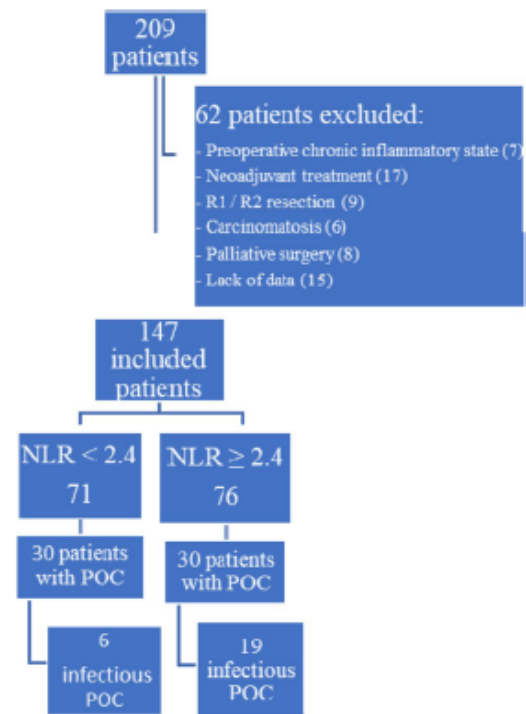 209
patients
62 patients excluded:
- Preoperative chronic inflammatory state (7)
- Neoadjuvant treatment (17)
- R1 / R2 resection (9)
- Carcinomatosis (6)
- Palliative surgery (8)
- Lack of data (15)
147
included
patients
NLR < 2.4
71
NLR ≥ 2.4
76
30 patients
with POC
30 patients
with POC
6
infectious
POC
19
infectious
POC